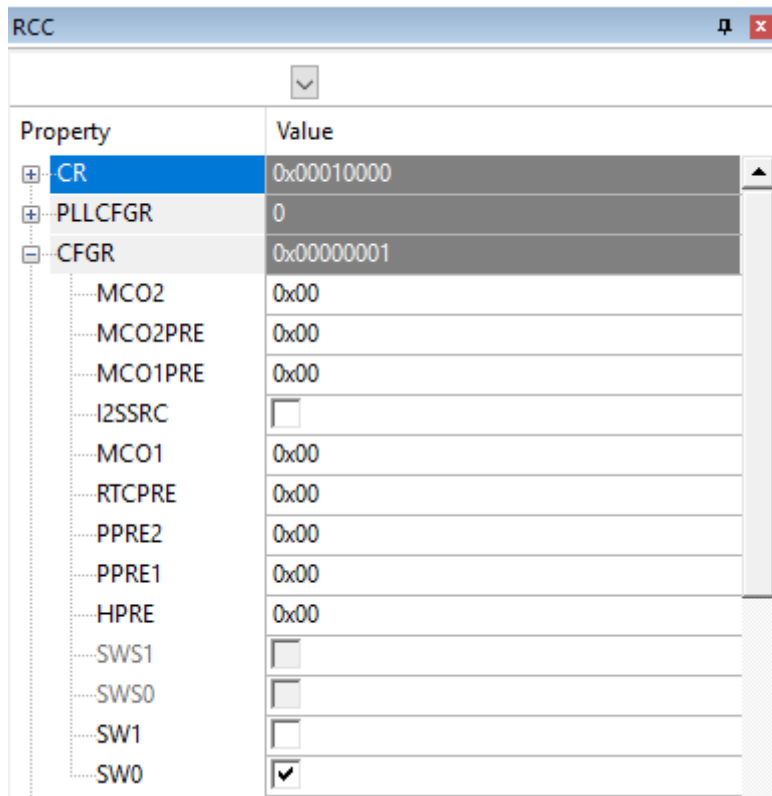 RCC
Property Value
CR 0x00010000
PLLCFGR 0
CFGR 0x00000001
MCO2 0x00
MCO2PRE 0x00
MCO1PRE 0x00
I2SSRC
MCO1 0x00
RTCPRE 0x00
PPRE2 0x00
PPRE1 0x00
HPRE 0x00
SWS1
SWS0
SW1
SW0